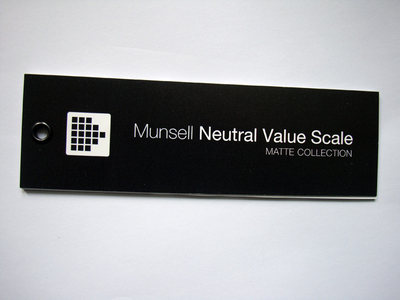 Munsell Neutral Value Scale
MATTE COLLECTION